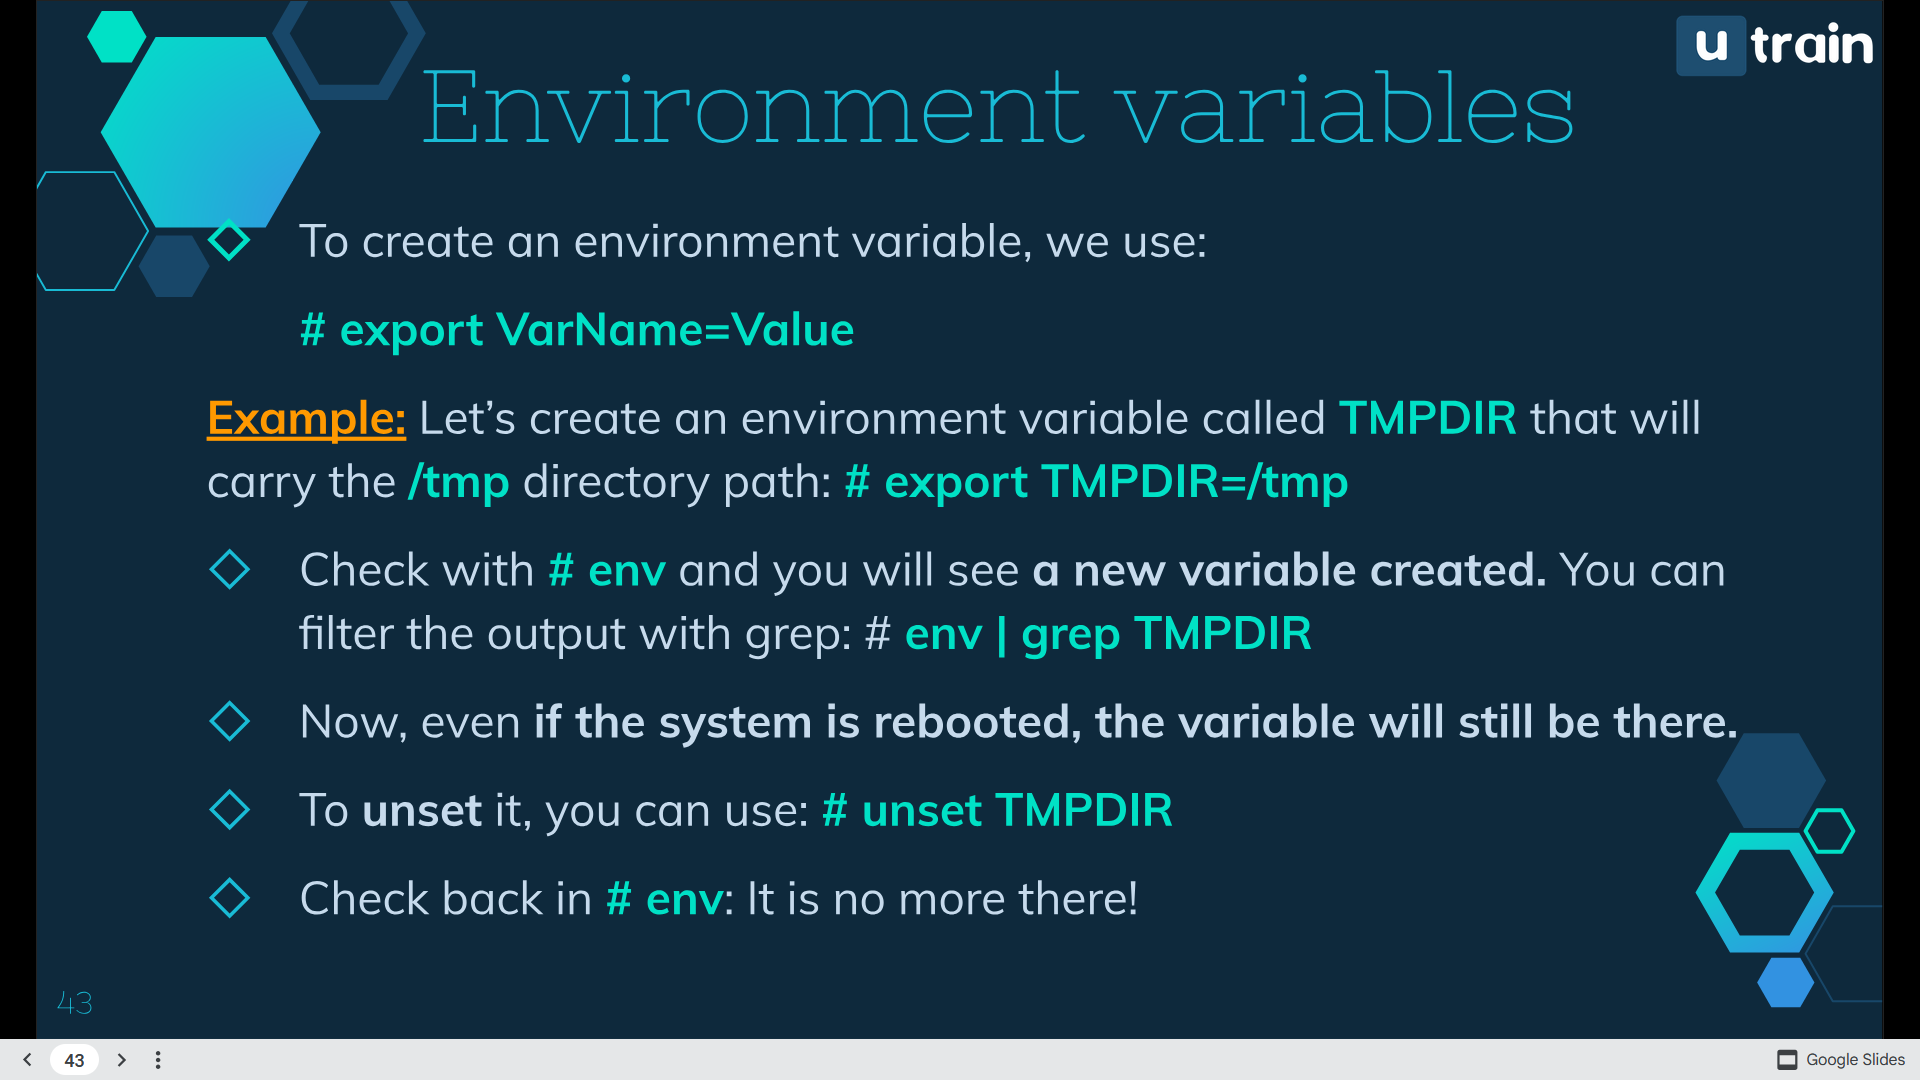 u train
Environment variables
To create an environment variable, we use:
# export VarName=Value
Example: Let’s create an environment variable called TMPDIR that will
carry the /tmp directory path: # export TMPDIR=/tmp
Check with # env and you will see a new variable created. You can
filter the output with grep: # env | grep TMPDIR
Now, even if the system is rebooted, the variable will still be there.
To unset it, you can use: # unset TMPDIR
Check back in # env: It is no more there!
43
43
Google Slides